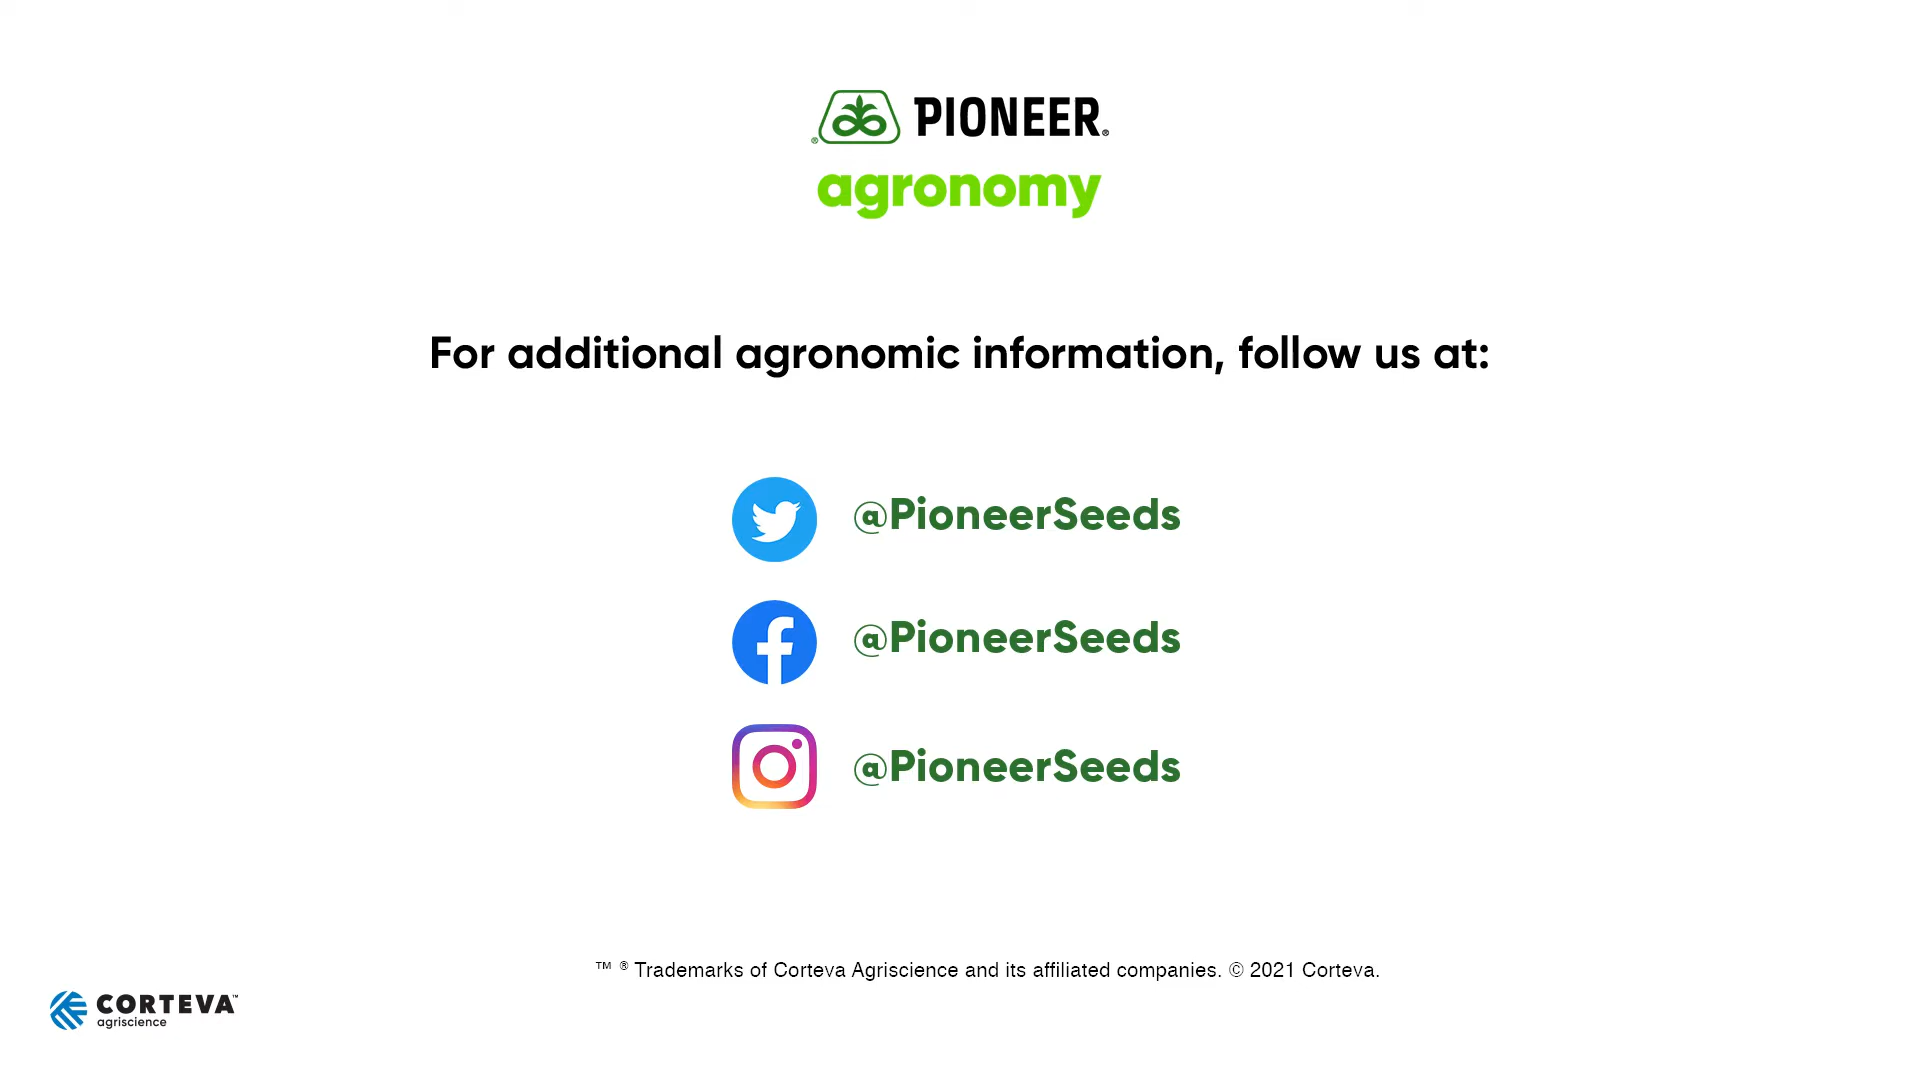 ® PIONEER®
agronomy
For additional agronomic information, follow us at:
@PioneerSeeds
@PioneerSeeds
@PioneerSeeds
™ ® Trademarks of Corteva Agriscience and its affiliated companies. © 2021 Corteva.
CORTEVA™
agriscience